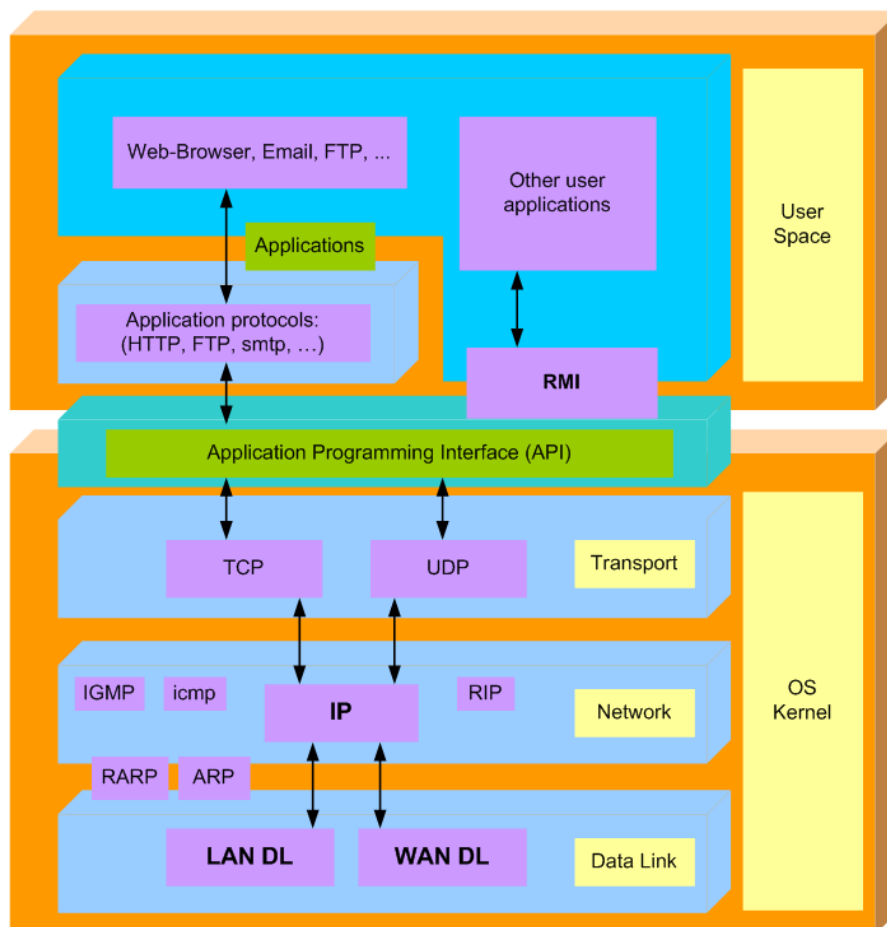 Web-Browser, Email, FTP, ...
Other user
applications
User
Space
Applications
Application protocols:
(HTTP, FTP, smtp, …)
RMI
Application Programming Interface (API)
TCP
UDP
Transport
IGMP
icmp
IP
RIP
Network
OS
Kernel
RARP
ARP
LAN DL
WAN DL
Data Link